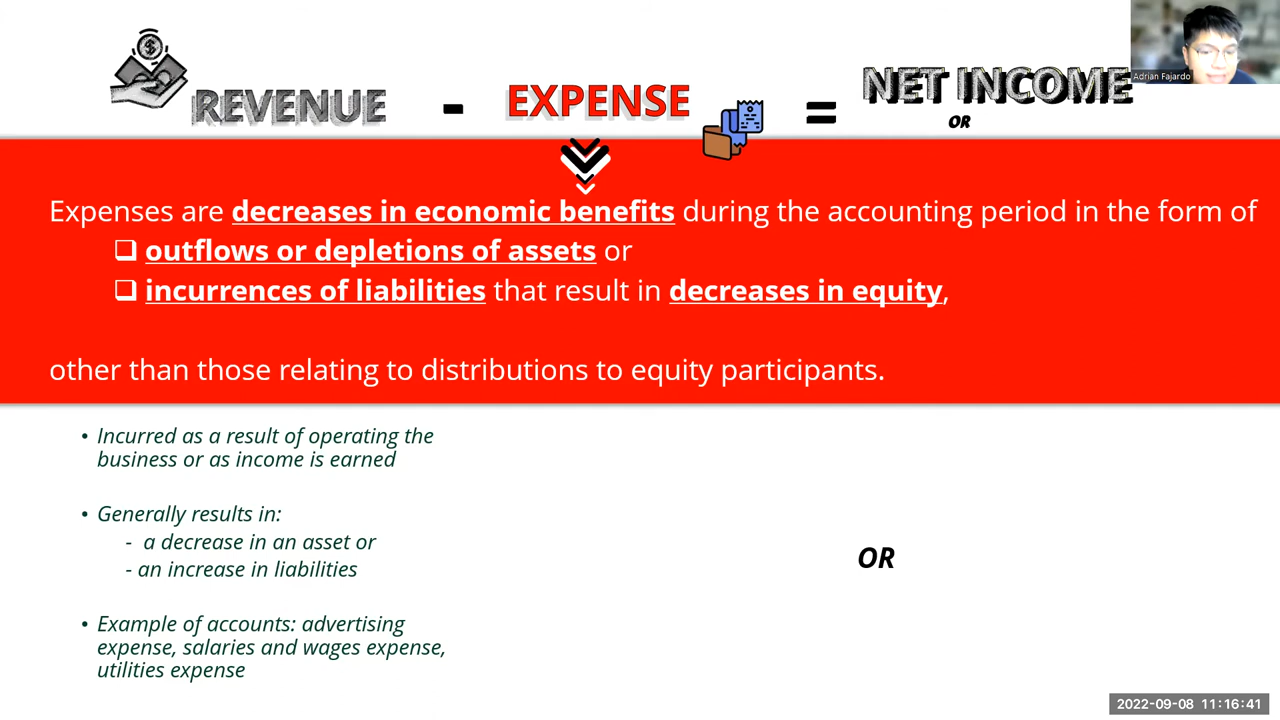 REVENUE - EXPENSE = NET INCOME
OR
Adrian Fajardo
Expenses are decreases in economic benefits during the accounting period in the form of
❑ outflows or depletions of assets or
❑ incurrences of liabilities that result in decreases in equity,
other than those relating to distributions to equity participants.
• Incurred as a result of operating the
business or as income is earned
• Generally results in:
- a decrease in an asset or
- an increase in liabilities
• Example of accounts: advertising
expense, salaries and wages expense,
utilities expense
OR
2022-09-08 11:16:41